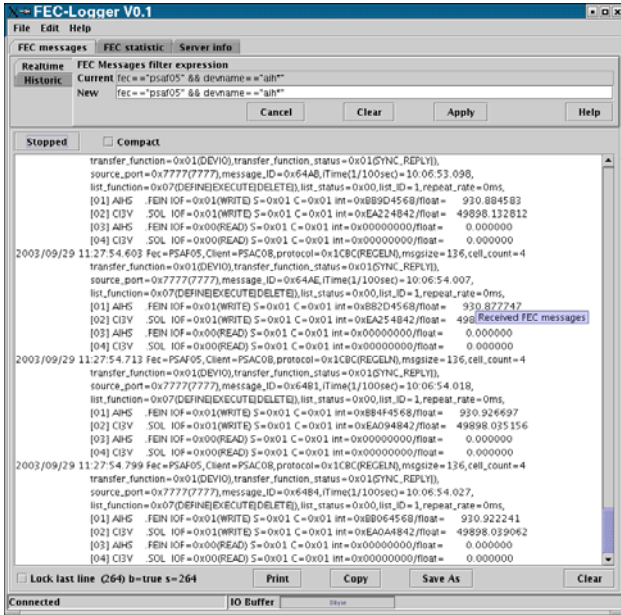 FEC-Logger V0.1
File Edit Help
FEC messages FEC statistic Server info
Realtime FEC Messages filter expression
Historic Current fec=="psaf05" && devname=="aih*"
New fec=="psaf05" && devname=="aih*"
Cancel Clear Apply Help
Stopped Compact
transfer_function=0x01(DEVIO),transfer_function_status=0x01(SYNC_REPLY|),
source_port=0x7777(7777),message_ID=0x64AB,iTime(1/100sec)=10:06:53.098,
list_function=0x07(DEFINE|EXECUTE|DELETE|),list_status=0x00,list_ID=1,repeat_rate=0ms,
[01] AIHS .FEIN IOF=0x01(WRITE) S=0x01 C=0x01 int=0xBB9D4568/float= 930.884583
[02] CI3V .SOL IOF=0x01(WRITE) S=0x01 C=0x01 int=0xEA224842/float= 49898.132812
[03] AIHS .FEIN IOF=0x00(READ) S=0x01 C=0x01 int=0x00000000/float= 0.000000
[04] CI3V .SOL IOF=0x00(READ) S=0x01 C=0x01 int=0x00000000/float= 0.000000
2003/09/29 11:27:54.603 Fec=PSAF05,Client=PSAC08,protocol=0x1CBC(REGELN),msgsize=136,cell_count=4
transfer_function=0x01(DEVIO),transfer_function_status=0x01(SYNC_REPLY|),
source_port=0x7777(7777),message_ID=0x64AE,iTime(1/100sec)=10:06:54.007,
list_function=0x07(DEFINE|EXECUTE|DELETE|),list_status=0x00,list_ID=1,repeat_rate=0ms,
[01] AIHS .FEIN IOF=0x01(WRITE) S=0x01 C=0x01 int=0xBB2D4568/float= 930.877747
[02] CI3V .SOL IOF=0x01(WRITE) S=0x01 C=0x01 int=0xEA254842/float= 498 Received FEC messages
[03] AIHS .FEIN IOF=0x00(READ) S=0x01 C=0x01 int=0x00000000/float= 0.000000
[04] CI3V .SOL IOF=0x00(READ) S=0x01 C=0x01 int=0x00000000/float= 0.000000
2003/09/29 11:27:54.713 Fec=PSAF05,Client=PSAC08,protocol=0x1CBC(REGELN),msgsize=136,cell_count=4
transfer_function=0x01(DEVIO),transfer_function_status=0x01(SYNC_REPLY|),
source_port=0x7777(7777),message_ID=0x64B1,iTime(1/100sec)=10:06:54.018,
list_function=0x07(DEFINE|EXECUTE|DELETE|),list_status=0x00,list_ID=1,repeat_rate=0ms,
[01] AIHS .FEIN IOF=0x01(WRITE) S=0x01 C=0x01 int=0xBB4F4568/float= 930.926697
[02] CI3V .SOL IOF=0x01(WRITE) S=0x01 C=0x01 int=0xEA094842/float= 49898.035156
[03] AIHS .FEIN IOF=0x00(READ) S=0x01 C=0x01 int=0x00000000/float= 0.000000
[04] CI3V .SOL IOF=0x00(READ) S=0x01 C=0x01 int=0x00000000/float= 0.000000
2003/09/29 11:27:54.799 Fec=PSAF05,Client=PSAC08,protocol=0x1CBC(REGELN),msgsize=136,cell_count=4
transfer_function=0x01(DEVIO),transfer_function_status=0x01(SYNC_REPLY|),
source_port=0x7777(7777),message_ID=0x64B4,iTime(1/100sec)=10:06:54.027,
list_function=0x07(DEFINE|EXECUTE|DELETE|),list_status=0x00,list_ID=1,repeat_rate=0ms,
[01] AIHS .FEIN IOF=0x01(WRITE) S=0x01 C=0x01 int=0xBB064568/float= 930.922241
[02] CI3V .SOL IOF=0x01(WRITE) S=0x01 C=0x01 int=0xEA0A4842/float= 49898.039062
[03] AIHS .FEIN IOF=0x00(READ) S=0x01 C=0x01 int=0x00000000/float= 0.000000
[04] CI3V .SOL IOF=0x00(READ) S=0x01 C=0x01 int=0x00000000/float= 0.000000
Lock last line (264) b=true s=264 Print Copy Save As Clear
Connected IO Buffer